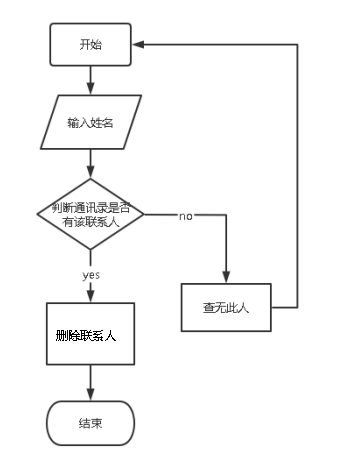 开始
输入姓名
判断通讯录是否
有该联系人
no
yes
查无此人
删除联系人
结束